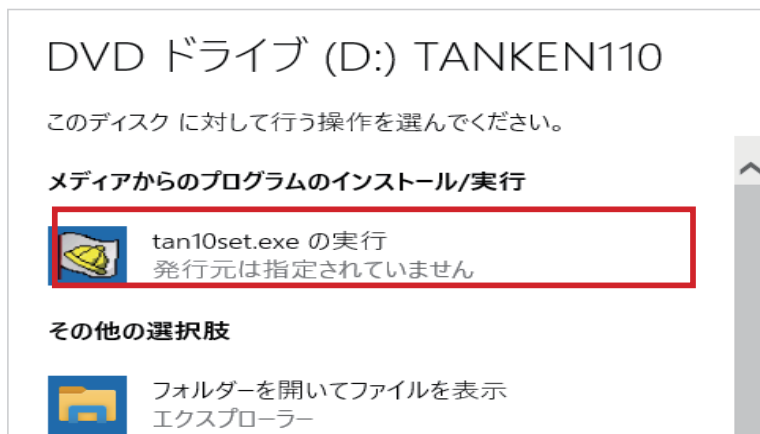 DVD ドライブ (D:) TANKEN110
このディスク に対して行う操作を選んでください。
メディアからのプログラムのインストール/実行
tan10set.exe の実行
発行元は指定されていません
その他の選択肢
フォルダーを開いてファイルを表示
エクスプローラー